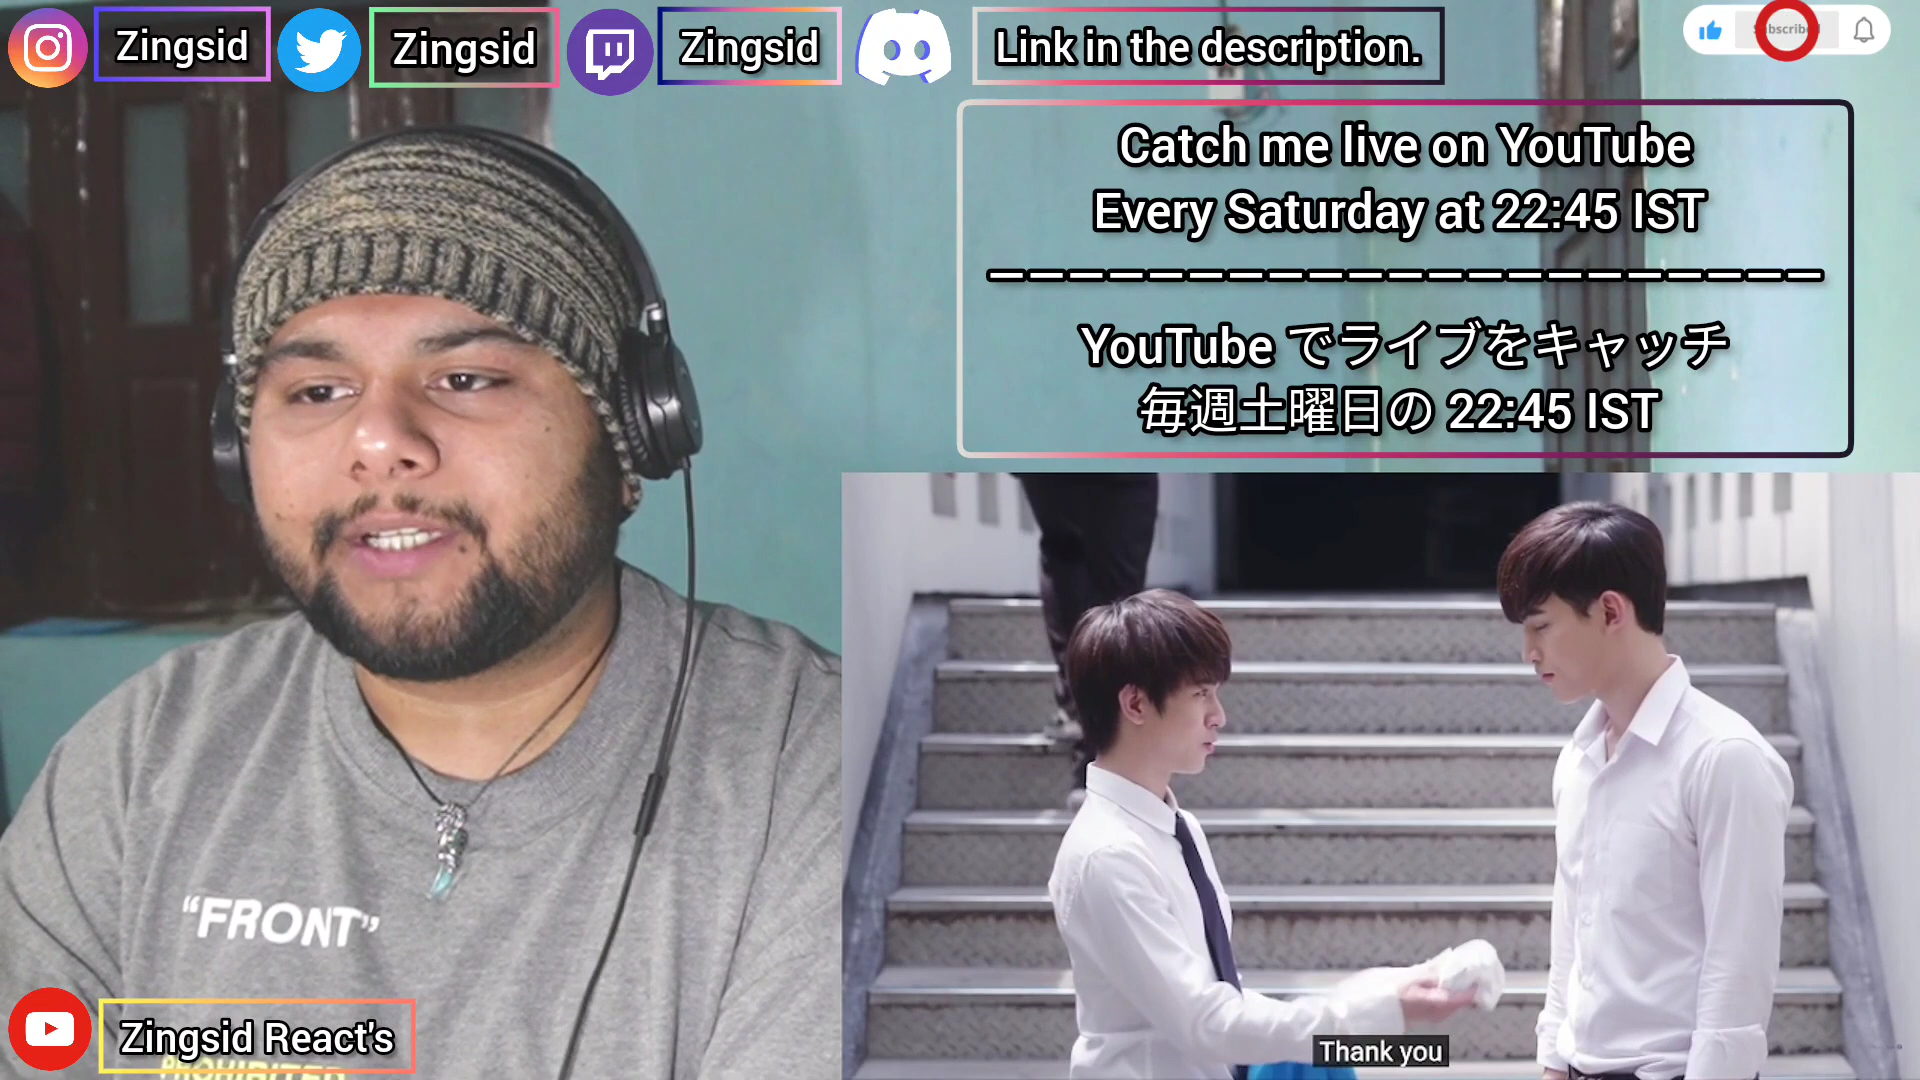 Zingsid
Zingsid
Zingsid
Link in the description.
Subscribed
Catch me live on YouTube
Every Saturday at 22:45 IST
YouTube でライブをキャッチ
毎週土曜日の 22:45 IST
"FRONT"
Thank you
Zingsid React's
PROHIBITED